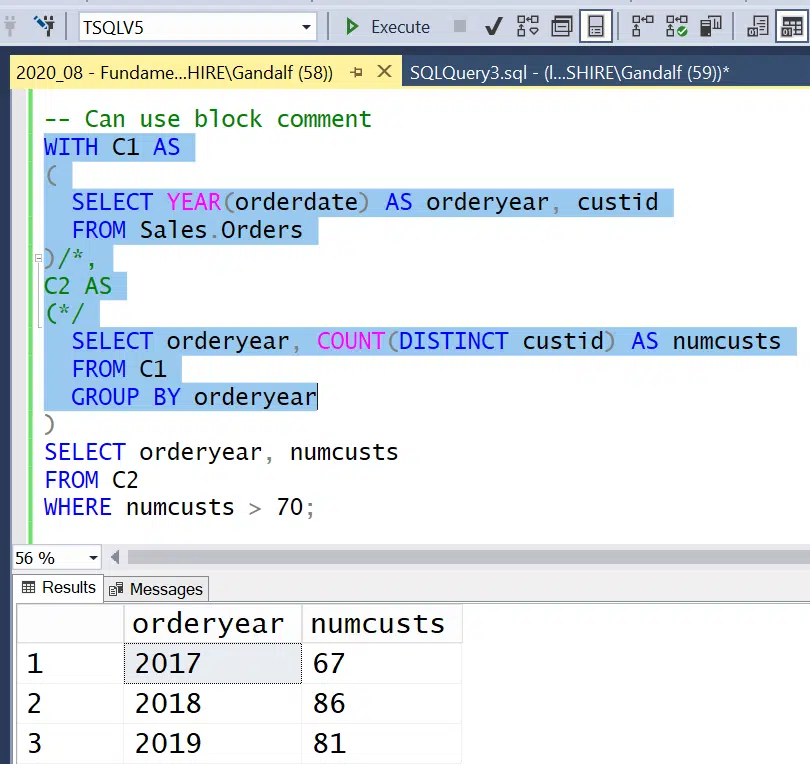 TSQLV5 Execute
2020_08 - Fundame...HIRE\Gandalf (58)) SQLQuery3.sql - (l...SHIRE\Gandalf (59))*
-- Can use block comment
WITH C1 AS
(
SELECT YEAR(orderdate) AS orderyear, custid
FROM Sales.Orders
)/*,
C2 AS
(*/
SELECT orderyear, COUNT(DISTINCT custid) AS numcusts
FROM C1
GROUP BY orderyear
)
SELECT orderyear, numcusts
FROM C2
WHERE numcusts > 70;
56 %
Results Messages
orderyear numcusts
1 2017 67
2 2018 86
3 2019 81